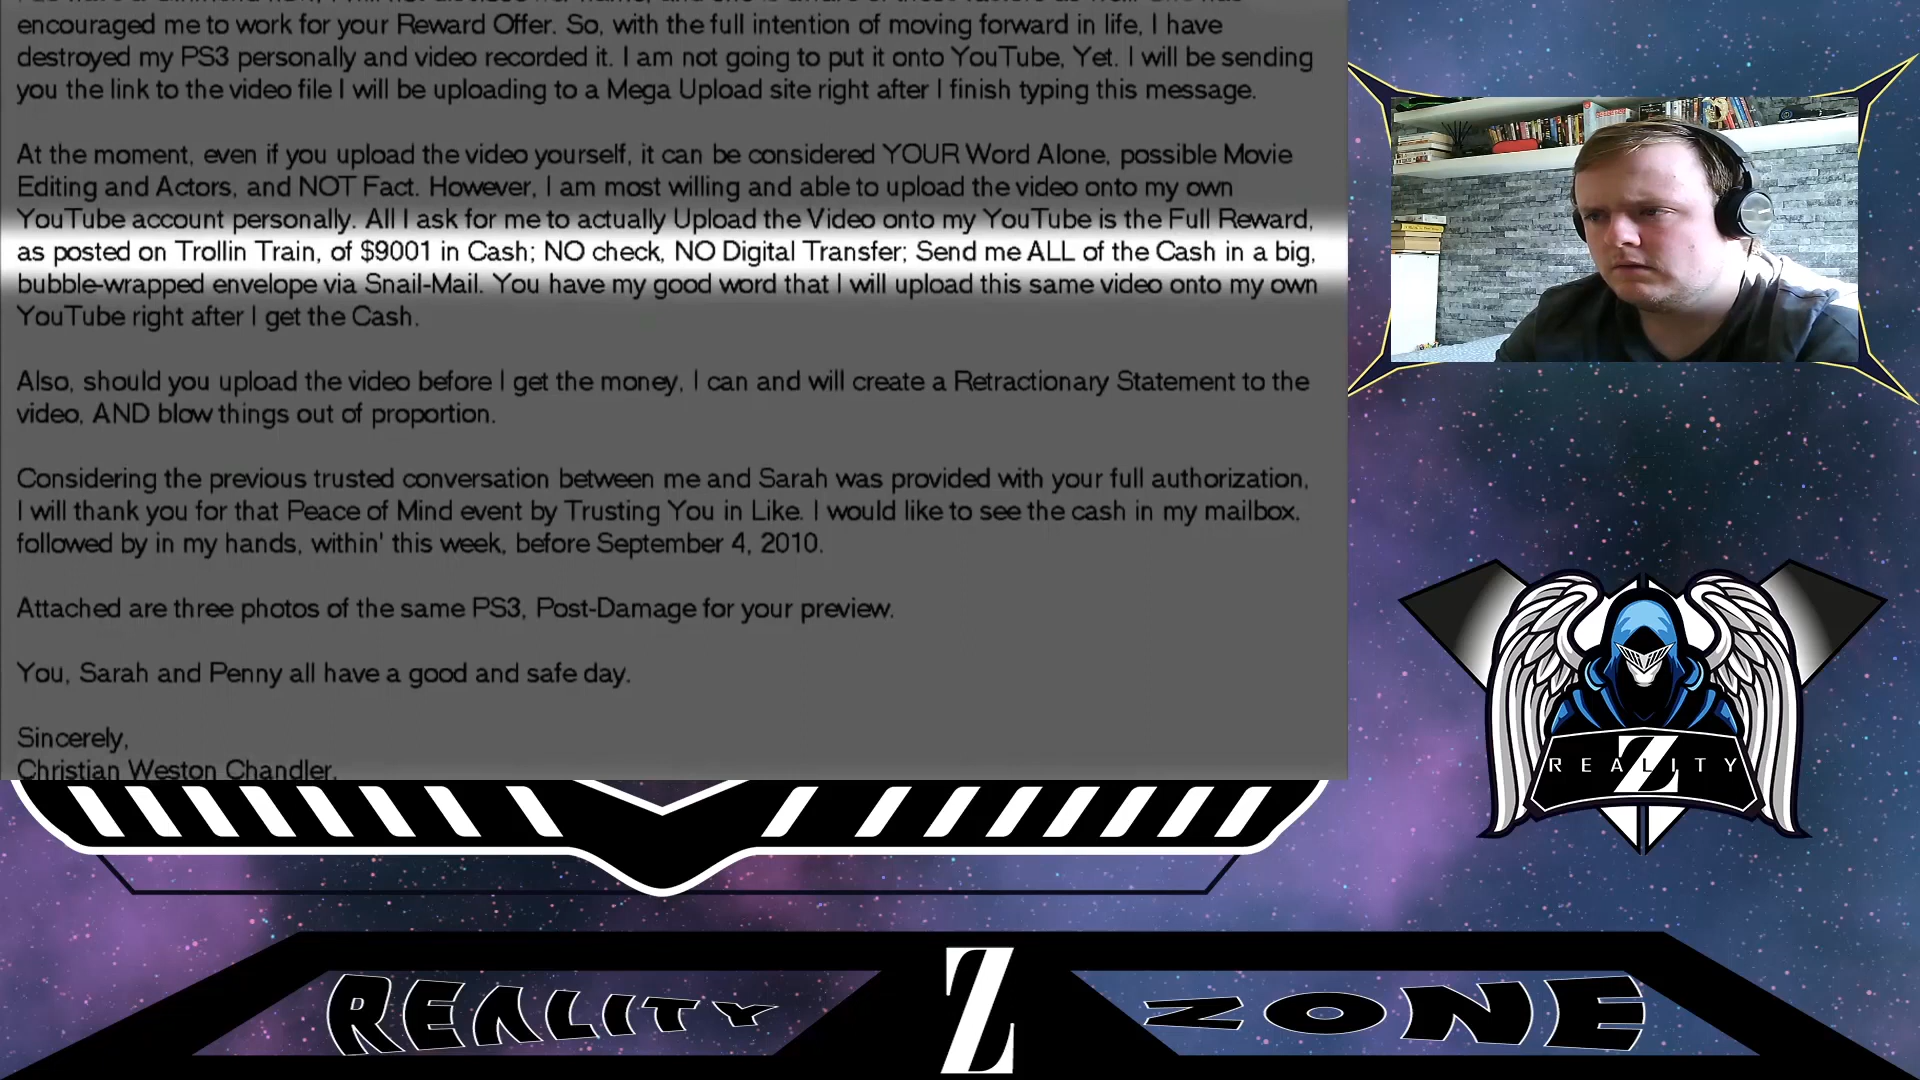 encouraged me to work for your Reward Offer. So, with the full intention of moving forward in life, I have
destroyed my PS3 personally and video recorded it. I am not going to put it onto YouTube, Yet. I will be sending
you the link to the video file I will be uploading to a Mega Upload site right after I finish typing this message.
At the moment, even if you upload the video yourself, it can be considered YOUR Word Alone, possible Movie
Editing and Actors, and NOT Fact. However, I am most willing and able to upload the video onto my own
YouTube account personally. All I ask for me to actually Upload the Video onto my YouTube is the Full Reward,
as posted on Trollin Train, of $9001 in Cash; NO check, NO Digital Transfer; Send me ALL of the Cash in a big,
bubble-wrapped envelope via Snail-Mail. You have my good word that I will upload this same video onto my own
YouTube right after I get the Cash.
Also, should you upload the video before I get the money, I can and will create a Retractionary Statement to the
video, AND blow things out of proportion.
Considering the previous trusted conversation between me and Sarah was provided with your full authorization,
I will thank you for that Peace of Mind event by Trusting You in Like. I would like to see the cash in my mailbox,
followed by in my hands, within' this week, before September 4, 2010.
Attached are three photos of the same PS3, Post-Damage for your preview.
You, Sarah and Penny all have a good and safe day.
Sincerely,
Christian Weston Chandler.
REALITY
Z
REALITY Z ZONE